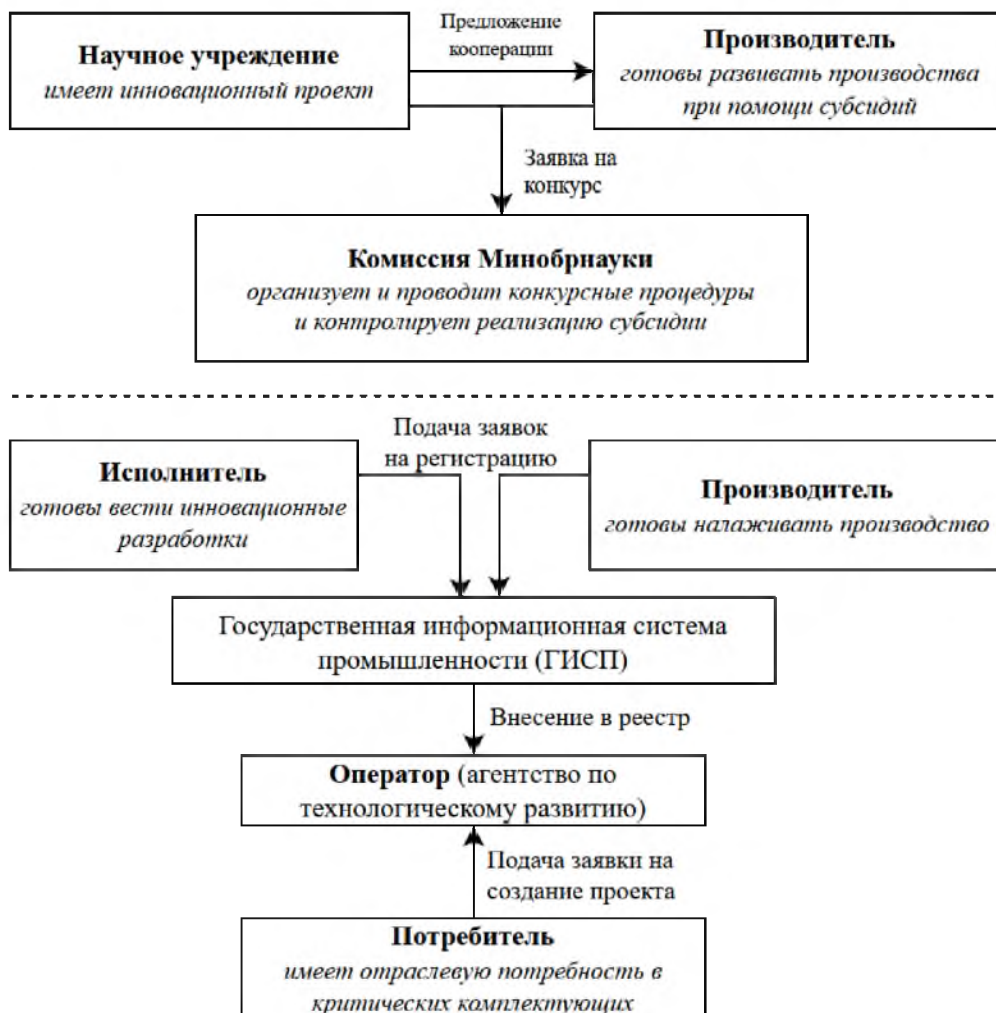 Предложение
кооперации
Научное учреждение
имеет инновационный проект
Производитель
готовы развивать производства
при помощи субсидий
Заявка на
конкурс
Комиссия Минобрнауки
организует и проводит конкурсные процедуры
и контролирует реализацию субсидии
Подача заявок
на регистрацию
Исполнитель
готовы вести инновационные
разработки
Производитель
готовы налаживать производство
Государственная информационная система
промышленности (ГИСП)
Внесение в реестр
Оператор (агентство по
технологическому развитию)
Подача заявки на
создание проекта
Потребитель
имеет отраслевую потребность в
критических комплектующих